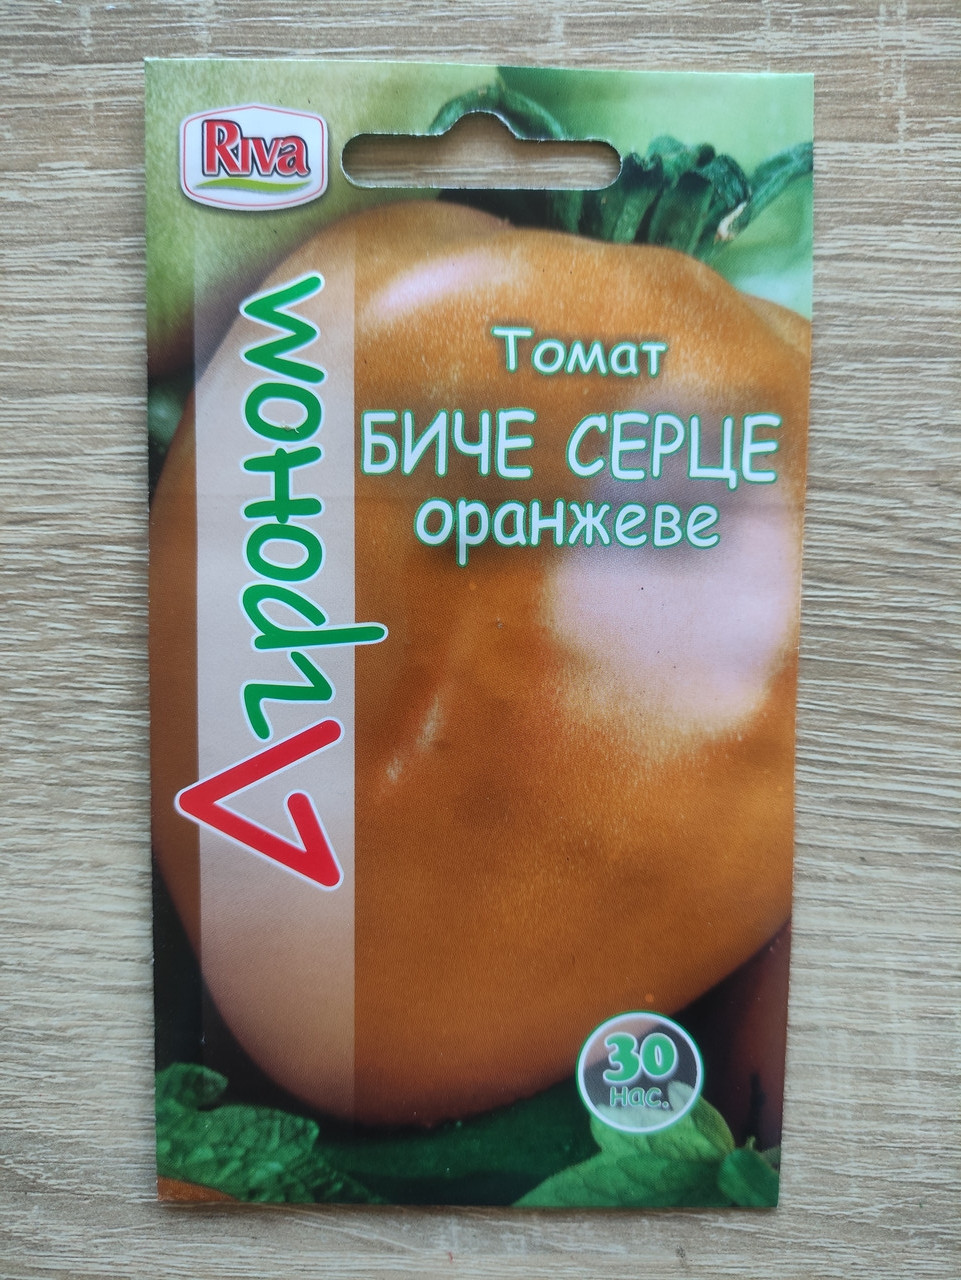 Riva
Агроном
Томат
БИЧЕ СЕРЦЕ
оранжеве
30
нас.